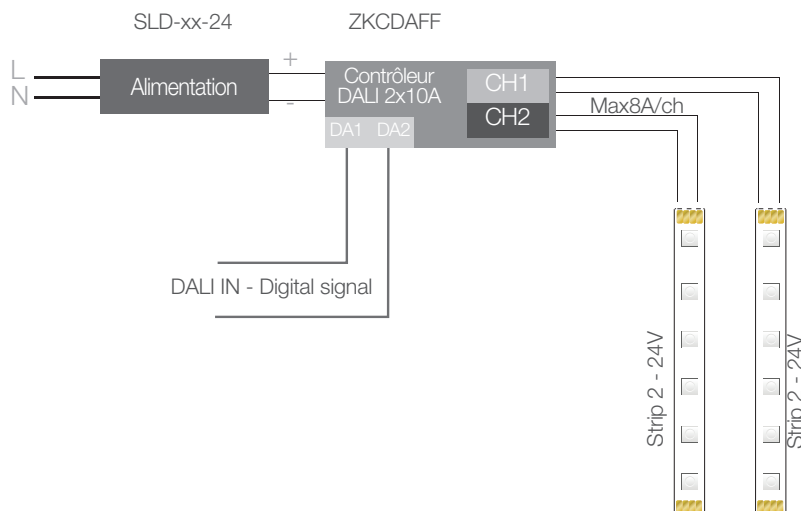 SLD-xx-24
ZKCDAFF
L
N
Alimentation
+
-
Contrôleur
DALI 2x10A
CH1
CH2
DA1 DA2
Max8A/ch
DALI IN - Digital signal
Strip 2 - 24V
Strip 2 - 24V